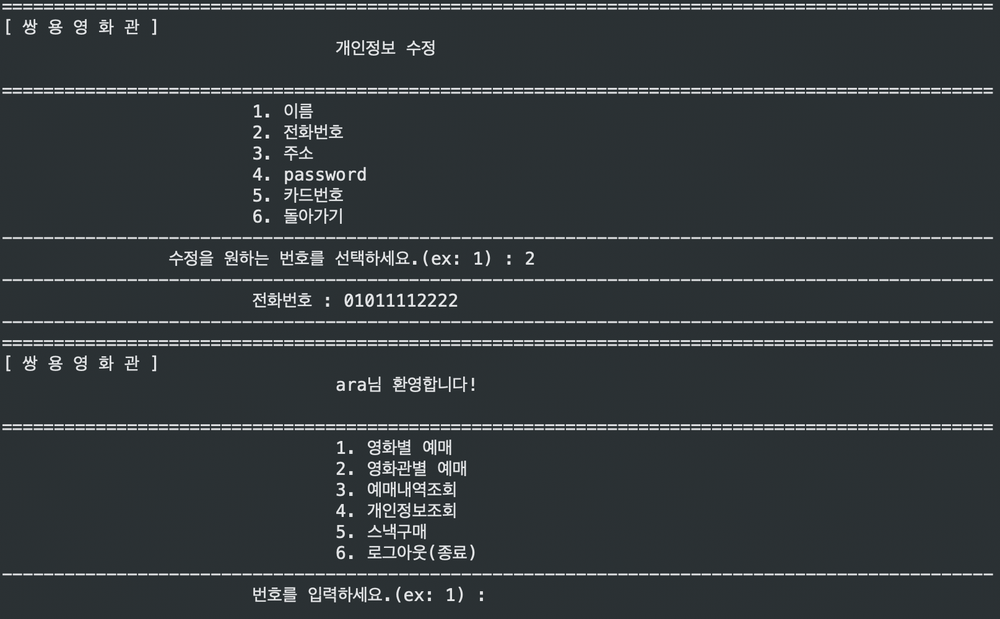 ===============================================================================================
[ 쌍 용 영 화 관 ]
개인정보 수정
===============================================================================================
1. 이름
2. 전화번호
3. 주소
4. password
5. 카드번호
6. 돌아가기
-----------------------------------------------------------------------------------------------
수정을 원하는 번호를 선택하세요.(ex: 1) : 2
-----------------------------------------------------------------------------------------------
전화번호 : 01011112222
-----------------------------------------------------------------------------------------------
===============================================================================================
[ 쌍 용 영 화 관 ]
ara님 환영합니다!
===============================================================================================
1. 영화별 예매
2. 영화관별 예매
3. 예매내역조회
4. 개인정보조회
5. 스낵구매
6. 로그아웃(종료)
-----------------------------------------------------------------------------------------------
번호를 입력하세요.(ex: 1) :